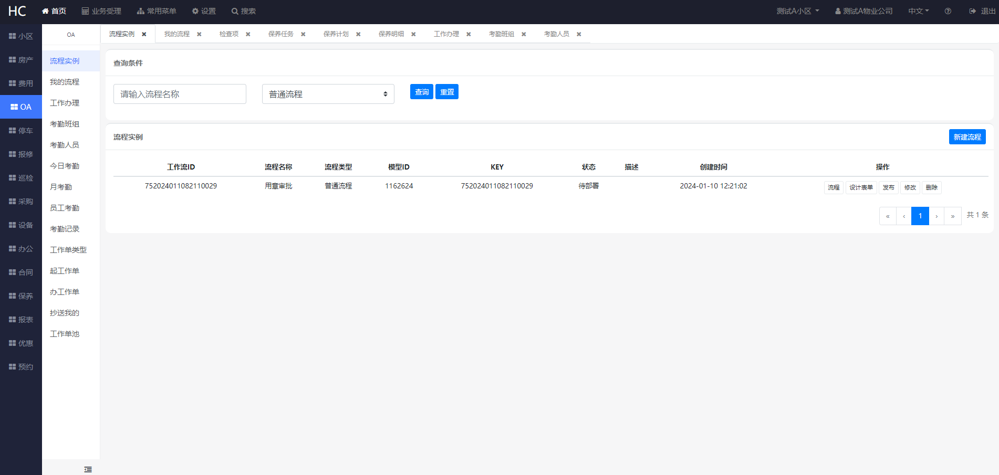 HC 首页 业务受理 常用菜单 设置 搜索 测试A小区 测试A物业公司 中文 退出
小区
房产
费用
OA
停车
报修
巡检
采购
设备
办公
合同
保养
报表
优惠
预约
OA
流程实例
我的流程
工作办理
考勤班组
考勤人员
今日考勤
月考勤
员工考勤
考勤记录
工作单类型
起工作单
办工作单
抄送我的
工作单池
流程实例 我的流程 检查项 保养任务 保养计划 保养明细 工作办理 考勤班组 考勤人员
查询条件
请输入流程名称 普通流程 查询 重置
流程实例 新建流程
工作流ID 流程名称 流程类型 模型ID KEY 状态 描述 创建时间 操作
752024011082110029 用章审批 普通流程 1162624 752024011082110029 待部署 2024-01-10 12:21:02 流程 设计表单 发布 修改 删除
« ‹ 1 › » 共 1 条